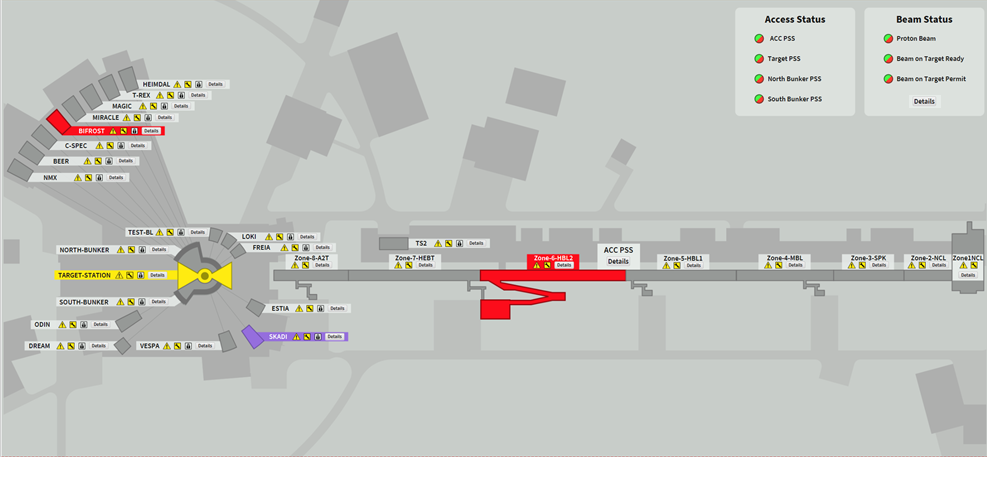 Access Status
ACC PSS
Target PSS
North Bunker PSS
South Bunker PSS
Beam Status
Proton Beam
Beam on Target Ready
Beam on Target Permit
Details
HEIMDAL Details
T-REX Details
MAGIC Details
MIRACLE Details
BIFROST Details
C-SPEC Details
BEER Details
NMX Details
TEST-BL Details
LOKI Details
FREIA Details
NORTH-BUNKER Details
TARGET-STATION Details
SOUTH-BUNKER Details
ODIN Details
DREAM Details
VESPA Details
ESTIA Details
SKADI Details
TS2 Details
Zone-8-A2T
Details
Zone-7-HEBT
Details
Zone-6-HBL2
Details
ACC PSS
Details
Zone-5-HBL1
Details
Zone-4-MBL
Details
Zone-3-SPK
Details
Zone-2-NCL
Details
Zone1NCL
Details